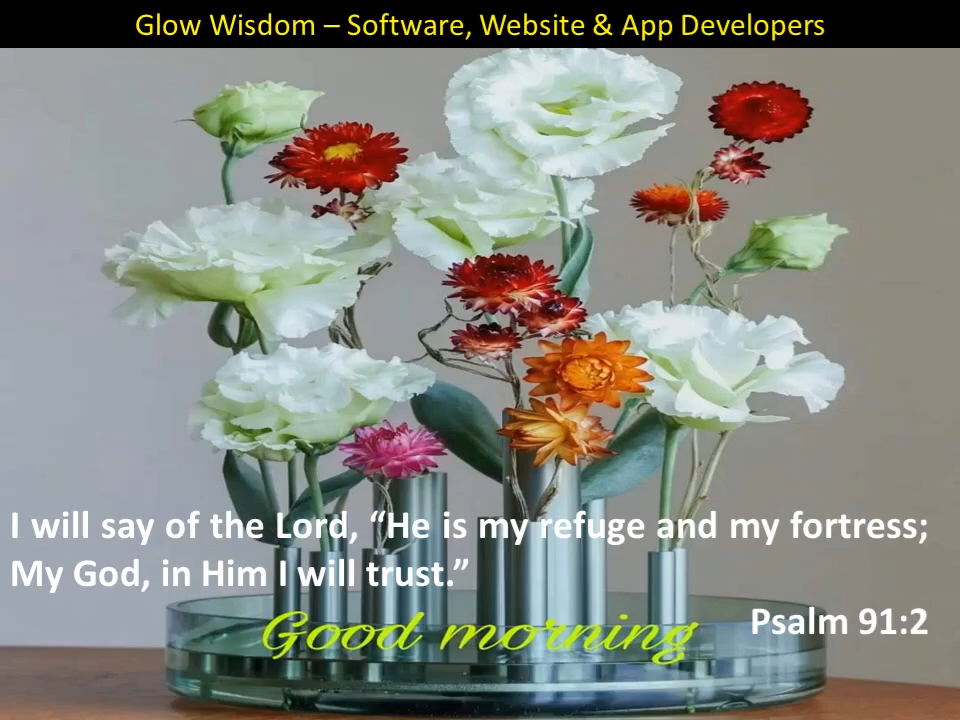 Glow Wisdom – Software, Website & App Developers
I will say of the Lord, “He is my refuge and my fortress;
My God, in Him I will trust.”
Psalm 91:2
Good morning